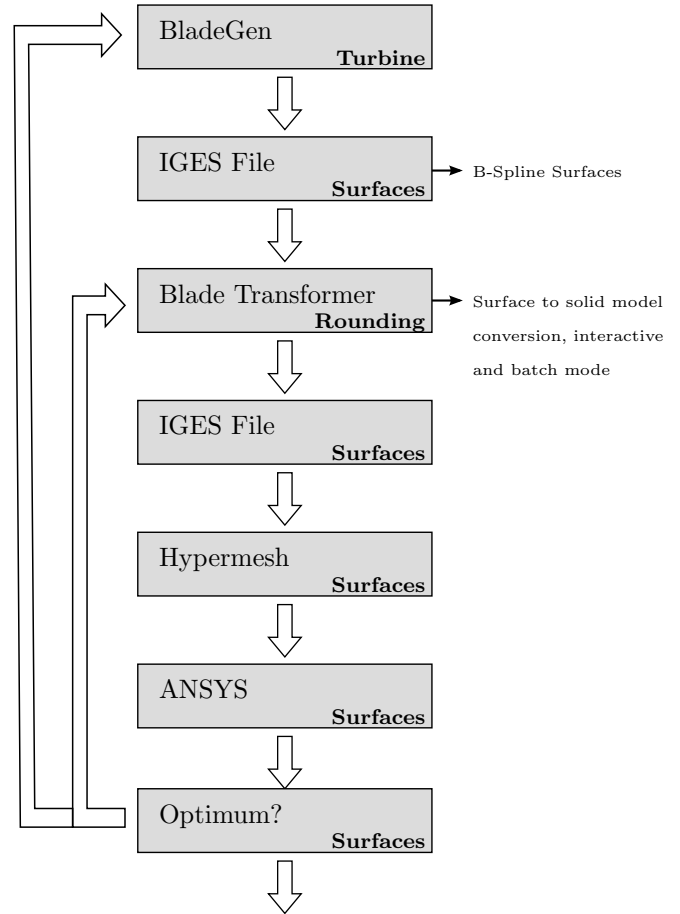 BladeGen
Turbine
IGES File
Surfaces
B-Spline Surfaces
Blade Transformer
Rounding
Surface to solid model
conversion, interactive
and batch mode
IGES File
Surfaces
Hypermesh
Surfaces
ANSYS
Surfaces
Optimum?
Surfaces